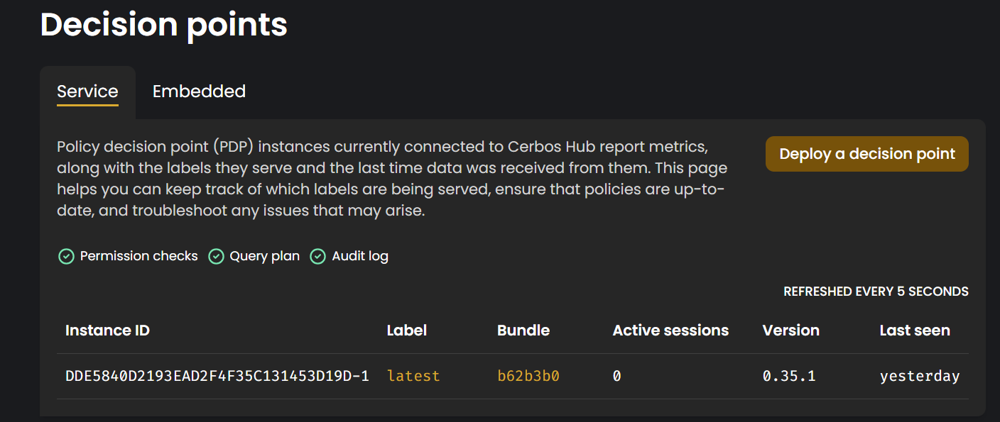 Decision points
Service Embedded
Policy decision point (PDP) instances currently connected to Cerbos Hub report metrics,
along with the labels they serve and the last time data was received from them. This page
helps you can keep track of which labels are being served, ensure that policies are up-to-
date, and troubleshoot any issues that may arise.
Deploy a decision point
Permission checks Query plan Audit log
REFRESHED EVERY 5 SECONDS
Instance ID Label Bundle Active sessions Version Last seen
DDE5840D2193EAD2F4F35C131453D19D-1 latest b62b3b0 0 0.35.1 yesterday